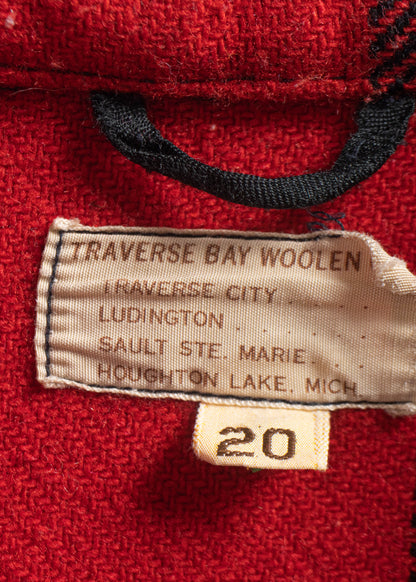 TRAVERSE BAY WOOLEN
TRAVERSE CITY . . . .
LUDINGTON . . . . .
SAULT STE. MARIE . . .
HOUGHTON LAKE, MICH
20